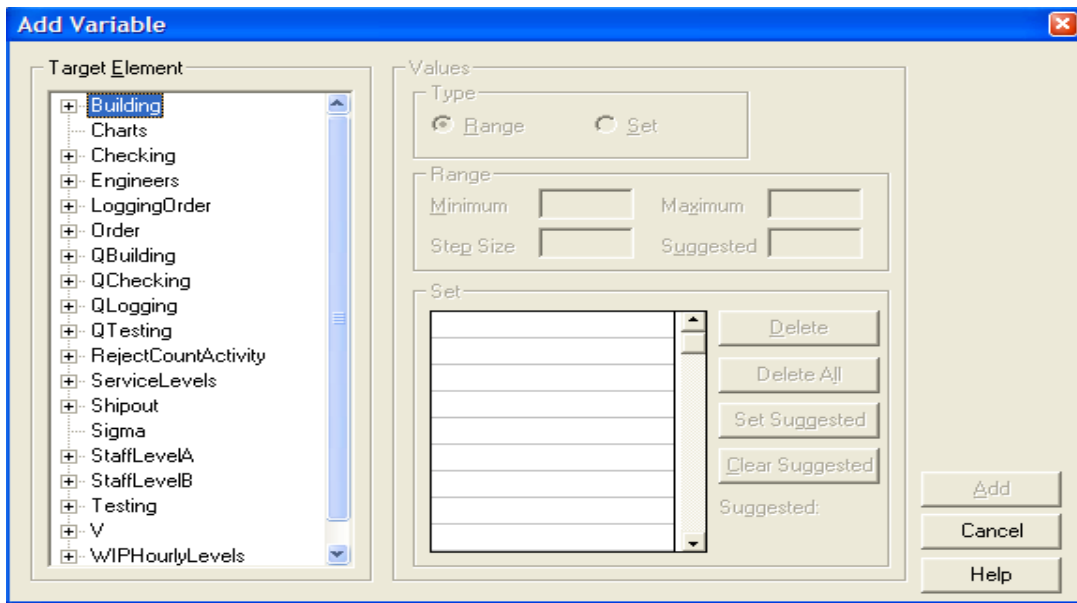 Add Variable
Target Element
Building
Charts
Checking
Engineers
LoggingOrder
Order
QBuilding
QChecking
QLogging
QTesting
RejectCountActivity
ServiceLevels
Shipout
Sigma
StaffLevelA
StaffLevelB
Testing
V
WIPHourlyLevels
Values
Type
Range Set
Range
Minimum Maximum
Step Size Suggested
Set
Delete
Delete All
Set Suggested
Clear Suggested
Suggested:
Add
Cancel
Help